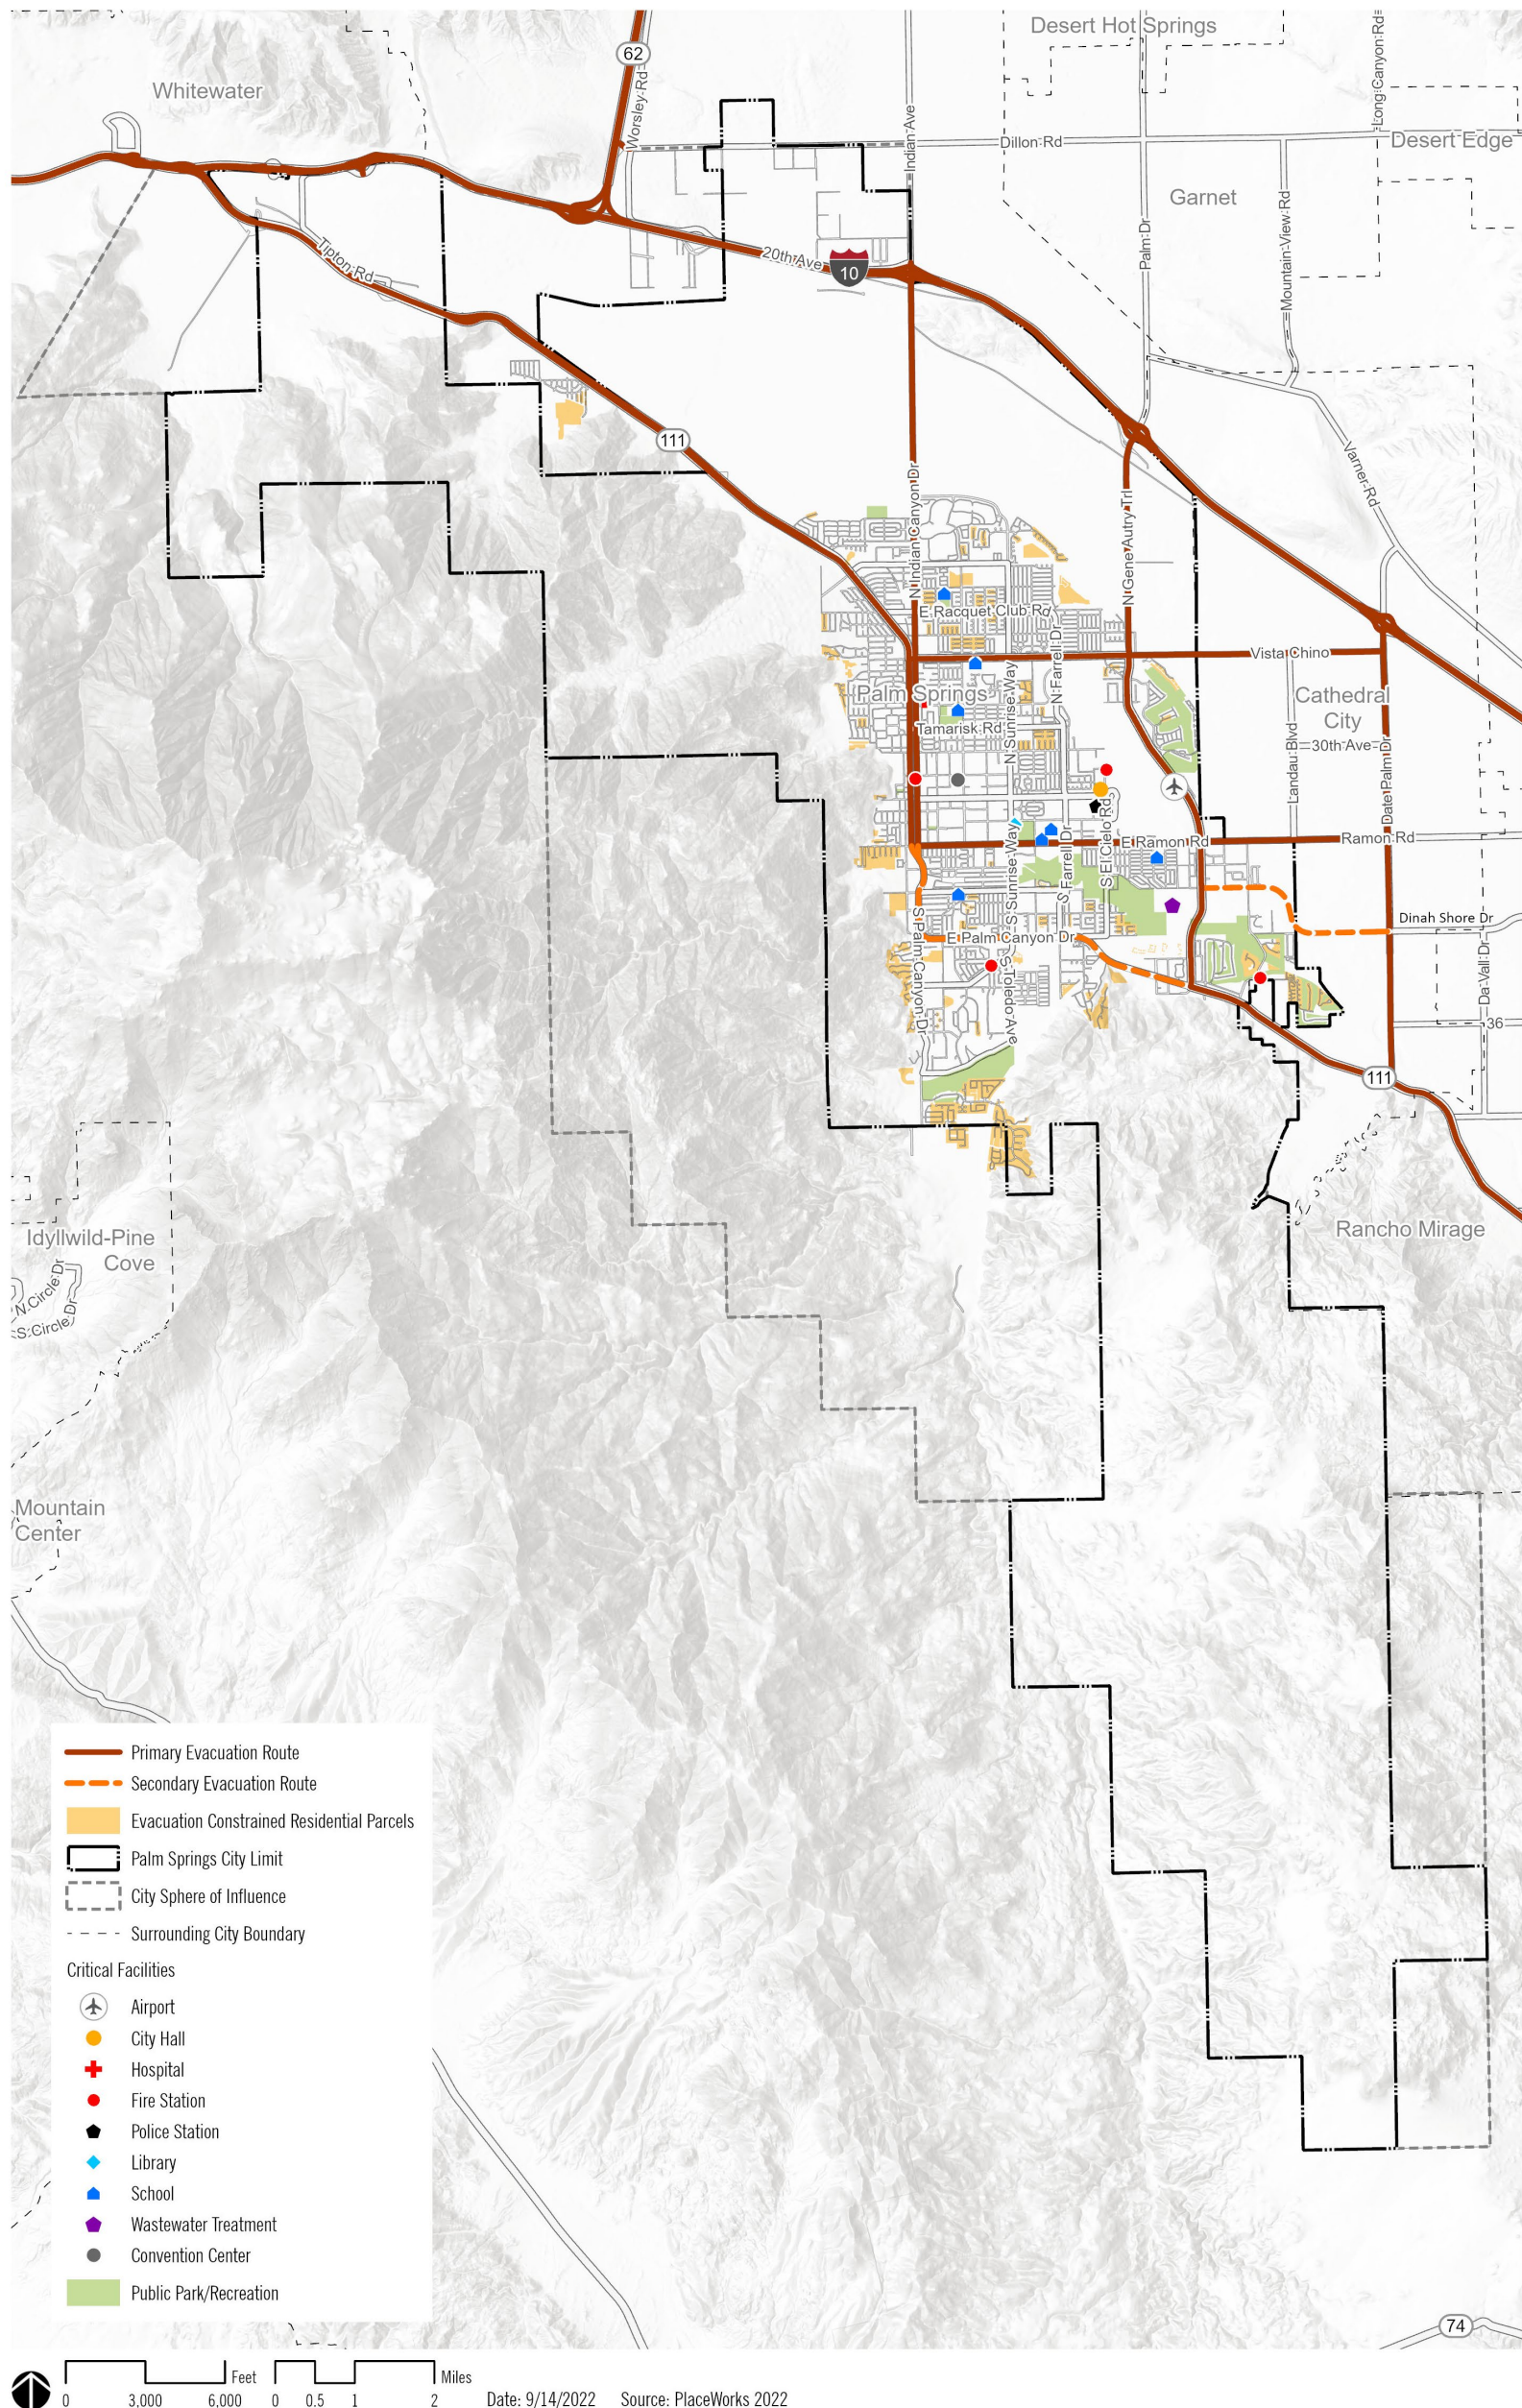 Desert Hot Springs
62
Whitewater
Worsley Rd
Indian Ave
Long Canyon Rd
Dillon Rd
Desert Edge
Garnet
Palm Dr
Mountain View Rd
Tipton Rd
20th Ave
10
111
Varner Rd
N Indian Canyon Dr
N Gene Autry Trl
E Racquet Club Rd
N Farrell Dr
Vista Chino
Palm Springs
N Sunrise Way
Cathedral
City
Tamarisk Rd
30th Ave
Landau Blvd
Date Palm Dr
S El Cielo Rd
E Ramon Rd
Ramon Rd
S Sunrise Way
S Farrell Dr
S Palm Canyon Dr
E Palm Canyon Dr
Dinah Shore Dr
Da Vall Dr
S Toledo Ave
36
111
Rancho Mirage
Idyllwild-Pine
Cove
N Circle Dr
S Circle Dr
Mountain
Center
Primary Evacuation Route
Secondary Evacuation Route
Evacuation Constrained Residential Parcels
Palm Springs City Limit
City Sphere of Influence
Surrounding City Boundary
Critical Facilities
Airport
City Hall
Hospital
Fire Station
Police Station
Library
School
Wastewater Treatment
Convention Center
Public Park/Recreation
74
Feet
Miles
0 3,000 6,000 0 0.5 1 2
Date: 9/14/2022 Source: PlaceWorks 2022